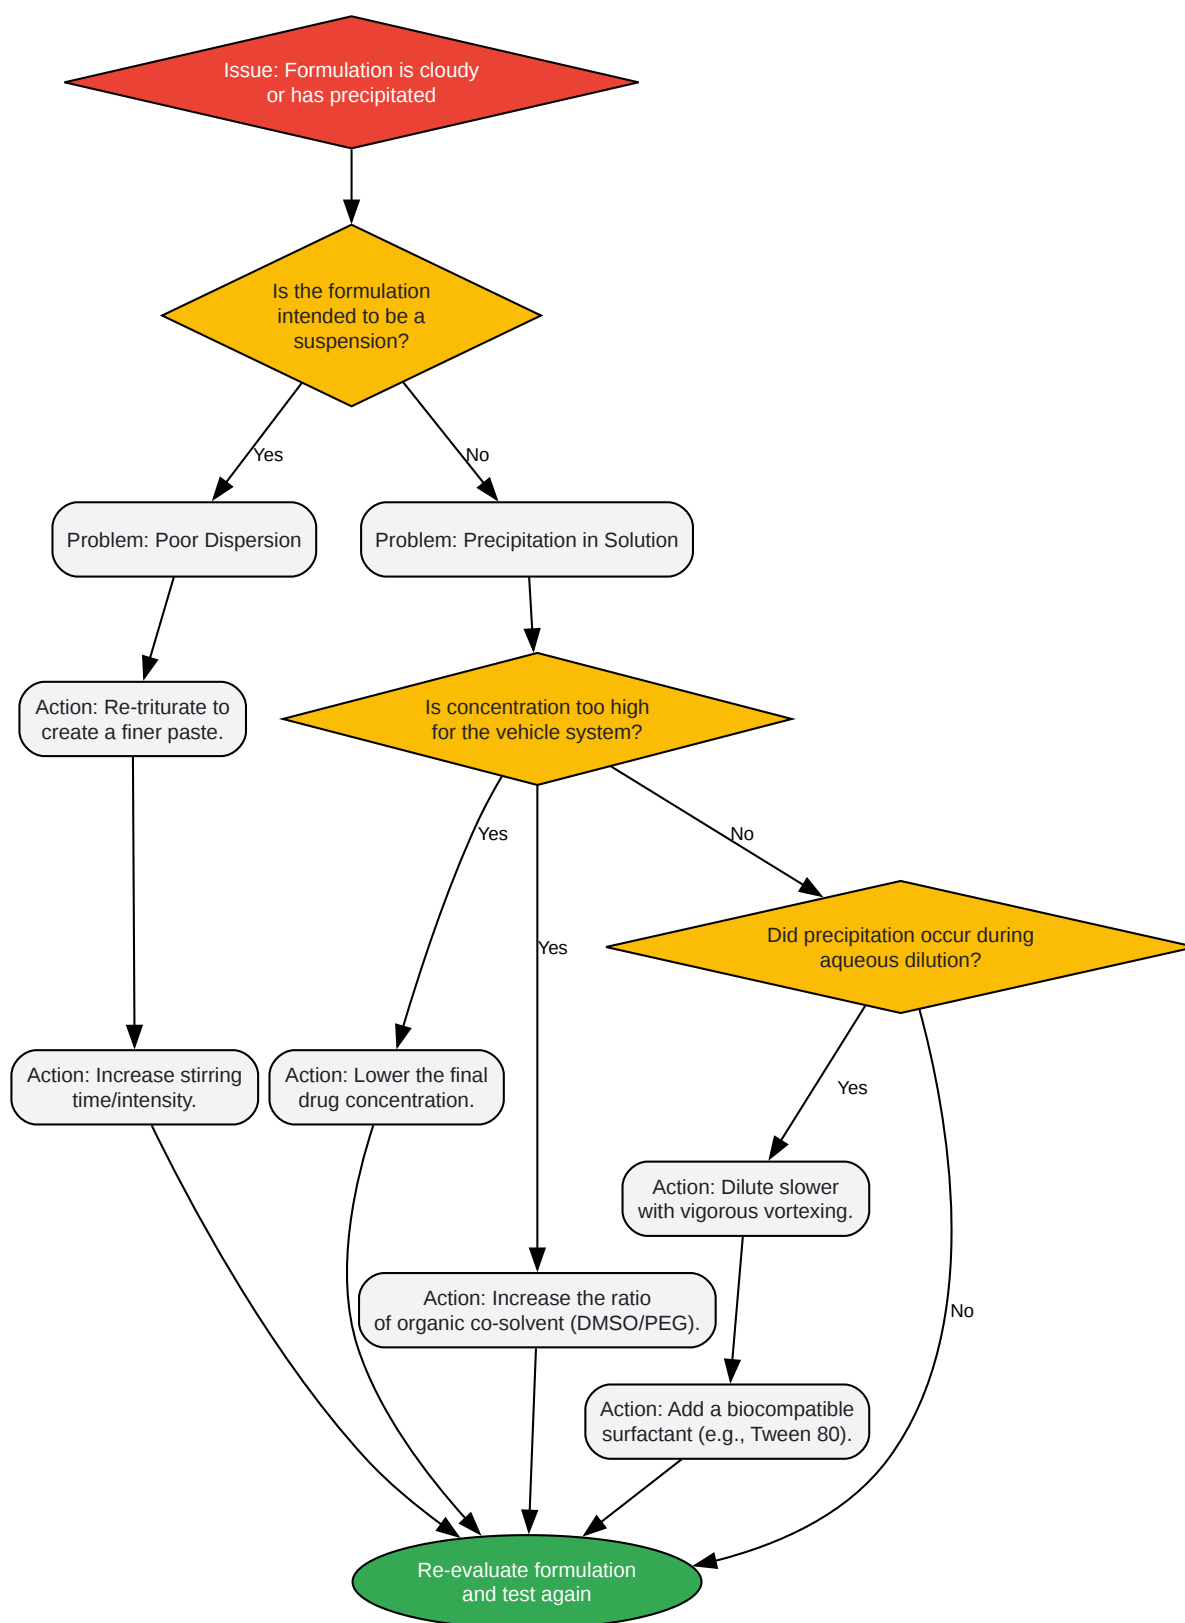 Issue: Formulation is cloudy
or has precipitated
Is the formulation
intended to be a
suspension?
Yes
No
Problem: Poor Dispersion
Problem: Precipitation in Solution
Action: Re-triturate to
create a finer paste.
Is concentration too high
for the vehicle system?
Yes
No
Yes
Did precipitation occur during
aqueous dilution?
Action: Increase stirring
time/intensity.
Action: Lower the final
drug concentration.
Yes
Action: Dilute slower
with vigorous vortexing.
Action: Increase the ratio
of organic co-solvent (DMSO/PEG).
No
Action: Add a biocompatible
surfactant (e.g., Tween 80).
Re-evaluate formulation
and test again